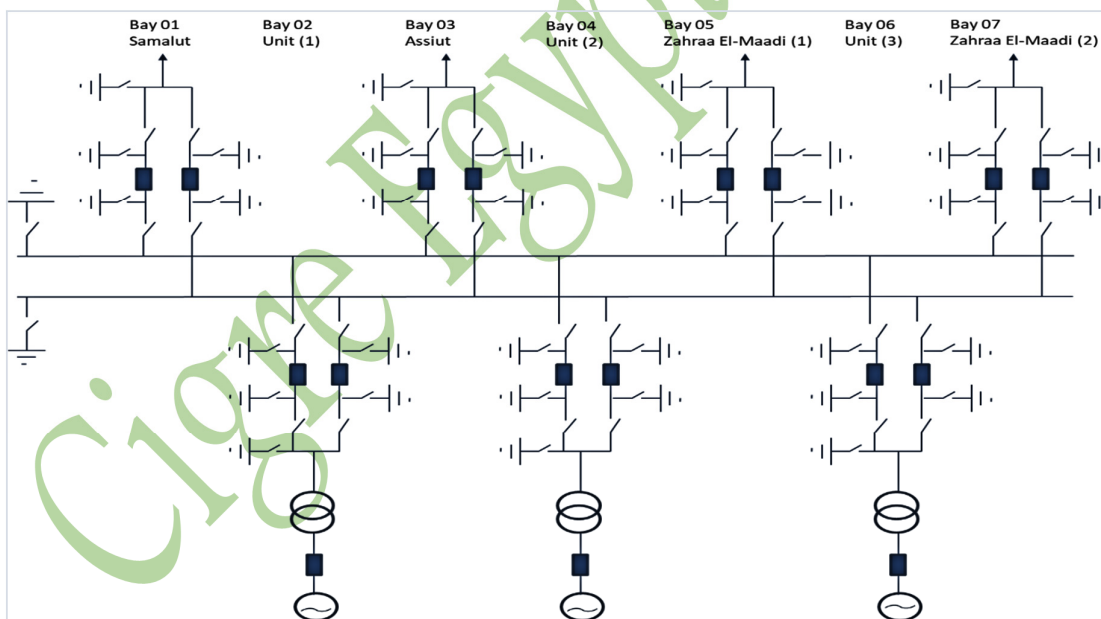 Bay 01
Samalut
Bay 02
Unit (1)
Bay 03
Assiut
Bay 04
Unit (2)
Bay 05
Zahraa El-Maadi (1)
Bay 06
Unit (3)
Bay 07
Zahraa El-Maadi (2)
Cigre Egyp